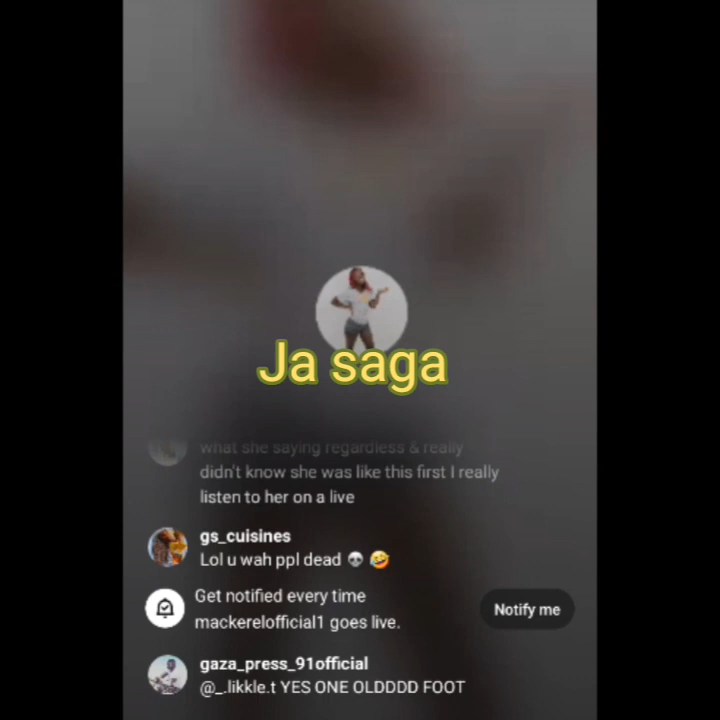 Ja saga
what she saying regardless & really
didn't know she was like this first I really
listen to her on a live
gs_cuisines
Lol u wah ppl dead 💀 🤣
Get notified every time
mackerelofficial1 goes live.
Notify me
gaza_press_91official
@_.likkle.t YES ONE OLDDDD FOOT